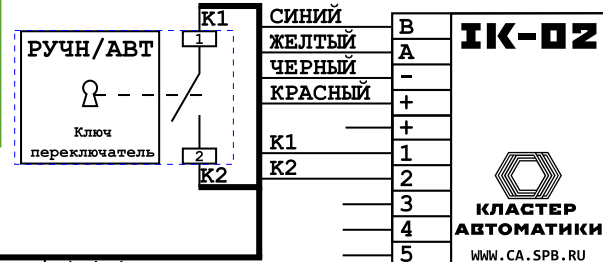 K1
РУЧН/АВТ
1
Ключ
переключатель
2
K2
СИНИЙ
ЖЕЛТЫЙ
ЧЕРНЫЙ
КРАСНЫЙ
K1
K2
B
A
-
+
+
1
2
3
4
5
IK-02
КЛАСТЕР
АВТОМАТИКИ
WWW.CA.SPB.RU